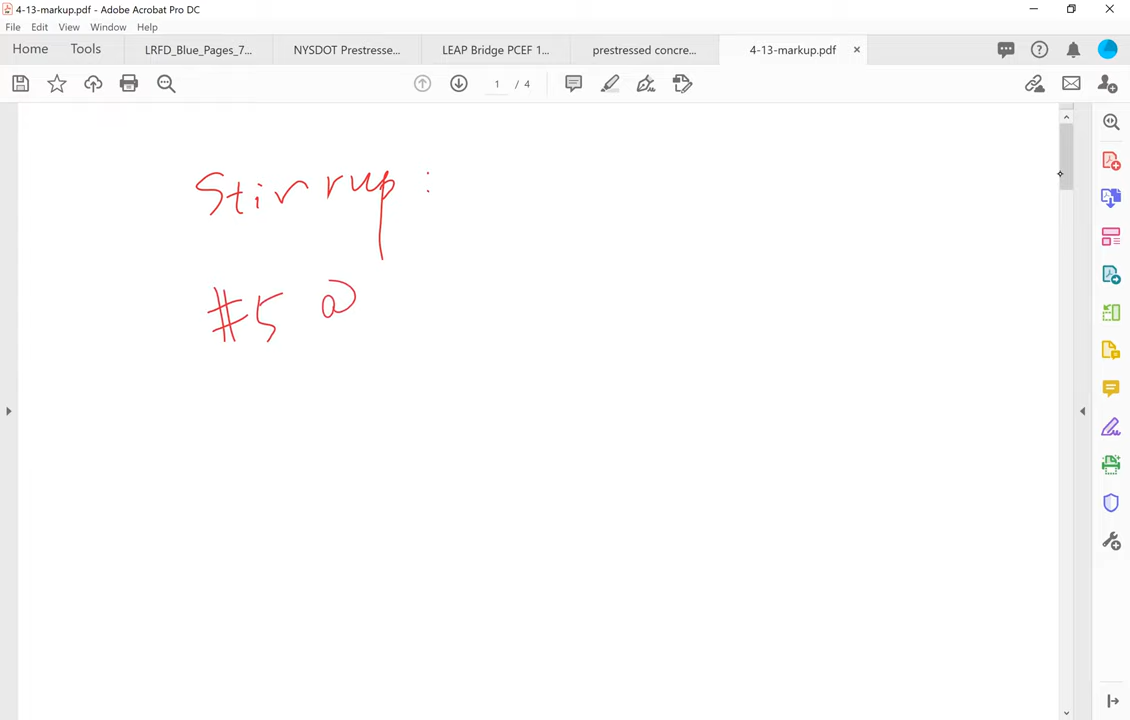 4-13-markup.pdf - Adobe Acrobat Pro DC
File Edit View Window Help
Home Tools LRFD_Blue_Pages_7... NYSDOT Prestresse... LEAP Bridge PCEF 1... prestressed concre... 4-13-markup.pdf ×
1 / 4
Stirrup :
#5 @